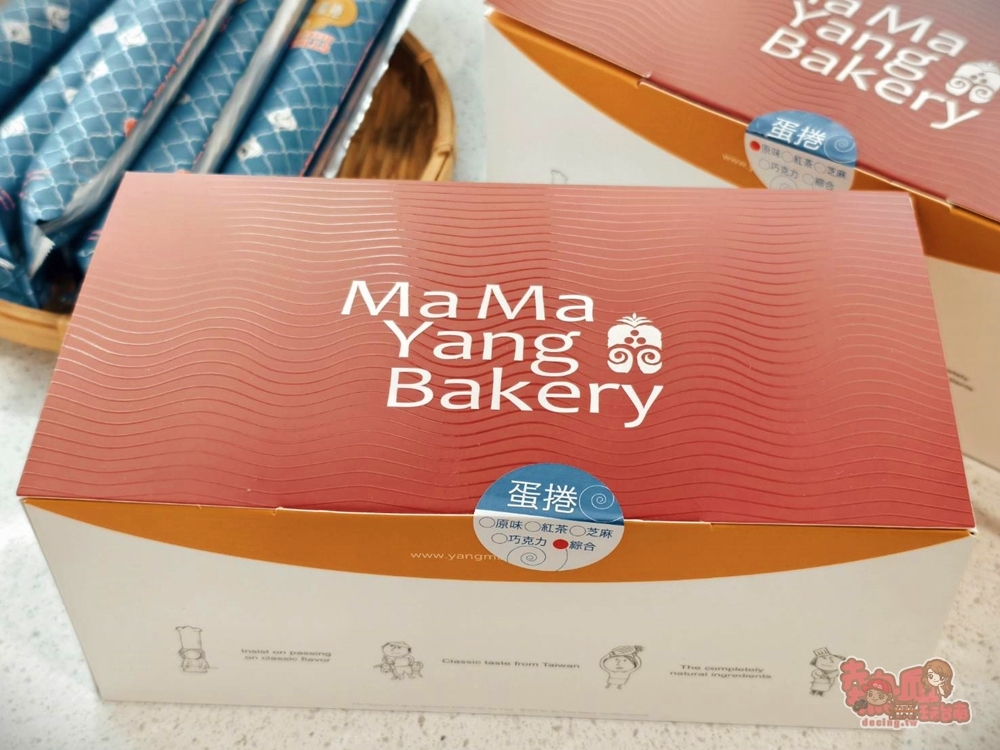 Ma Ma
Yang
Bakery
蛋捲
原味 紅茶 芝麻
巧克力 綜合
Ma Ma
Yang
Bakery
蛋捲
○原味 ○紅茶 ○芝麻
○巧克力 ●綜合
www.yangm
Insist on passing
on classic flavor
Classic taste from Taiwan
The completely
natural ingredients
decing.tw